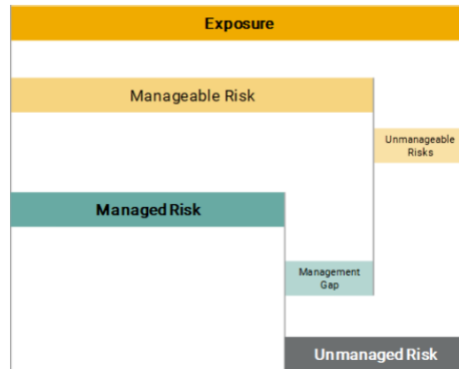 Exposure
Manageable Risk
Unmanageable
Risks
Managed Risk
Management
Gap
Unmanaged Risk